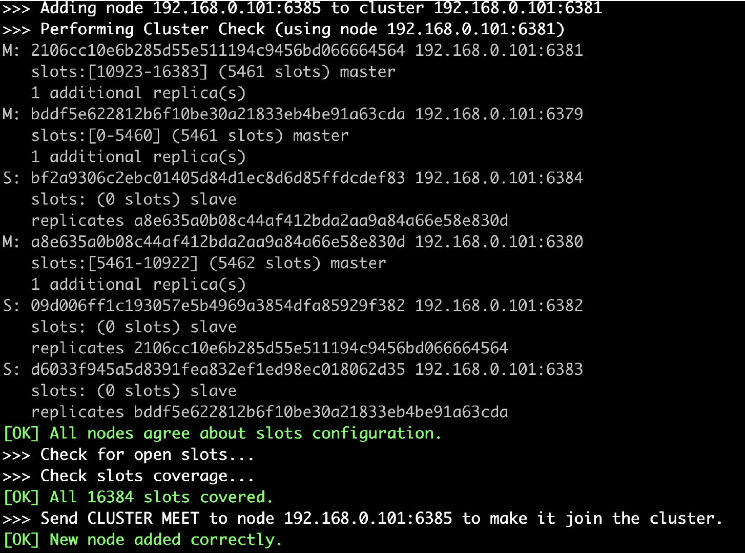 >>> Adding node 192.168.0.101:6385 to cluster 192.168.0.101:6381
>>> Performing Cluster Check (using node 192.168.0.101:6381)
M: 2106cc10e6b285d55e511194c9456bd066664564 192.168.0.101:6381
slots:[10923-16383] (5461 slots) master
1 additional replica(s)
M: bddf5e622812b6f10be30a21833eb4be91a63cda 192.168.0.101:6379
slots:[0-5460] (5461 slots) master
1 additional replica(s)
S: bf2a9306c2ebc01405d84d1ec8d6d85ffdcdef83 192.168.0.101:6384
slots: (0 slots) slave
replicates a8e635a0b08c44af412bda2aa9a84a66e58e830d
M: a8e635a0b08c44af412bda2aa9a84a66e58e830d 192.168.0.101:6380
slots:[5461-10922] (5462 slots) master
1 additional replica(s)
S: 09d006ff1c193057e5b4969a3854dfa85929f382 192.168.0.101:6382
slots: (0 slots) slave
replicates 2106cc10e6b285d55e511194c9456bd066664564
S: d6033f945a5d8391fea832ef1ed98ec018062d35 192.168.0.101:6383
slots: (0 slots) slave
replicates bddf5e622812b6f10be30a21833eb4be91a63cda
[OK] All nodes agree about slots configuration.
>>> Check for open slots...
>>> Check slots coverage...
[OK] All 16384 slots covered.
>>> Send CLUSTER MEET to node 192.168.0.101:6385 to make it join the cluster.
[OK] New node added correctly.